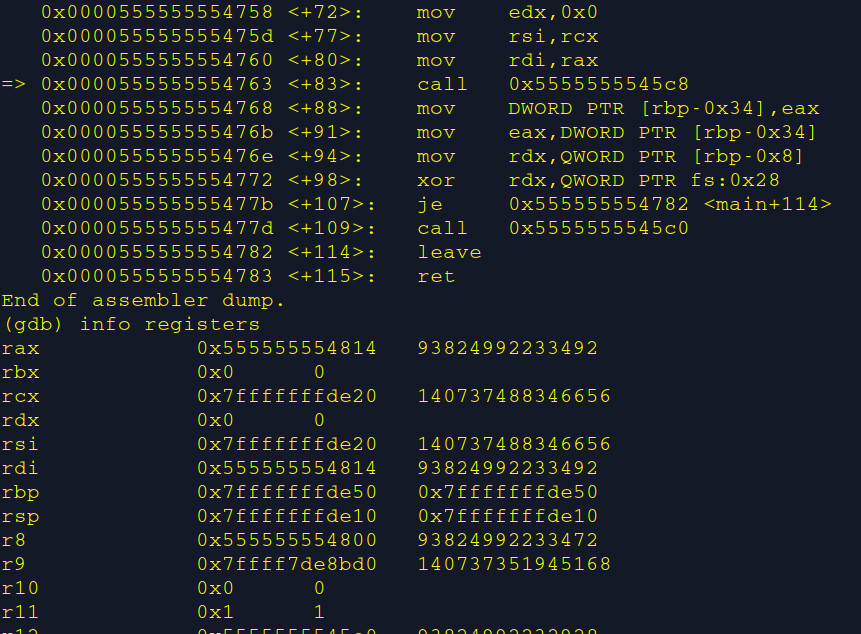 0x0000555555554758 <+72>: mov edx,0x0
0x000055555555475d <+77>: mov rsi,rcx
0x0000555555554760 <+80>: mov rdi,rax
=> 0x0000555555554763 <+83>: call 0x5555555545c8
0x0000555555554768 <+88>: mov DWORD PTR [rbp-0x34],eax
0x000055555555476b <+91>: mov eax,DWORD PTR [rbp-0x34]
0x000055555555476e <+94>: mov rdx,QWORD PTR [rbp-0x8]
0x0000555555554772 <+98>: xor rdx,QWORD PTR fs:0x28
0x000055555555477b <+107>: je 0x555555554782 <main+114>
0x000055555555477d <+109>: call 0x5555555545c0
0x0000555555554782 <+114>: leave
0x0000555555554783 <+115>: ret
End of assembler dump.
(gdb) info registers
rax 0x555555554814 93824992233492
rbx 0x0 0
rcx 0x7fffffffde20 140737488346656
rdx 0x0 0
rsi 0x7fffffffde20 140737488346656
rdi 0x555555554814 93824992233492
rbp 0x7fffffffde50 0x7fffffffde50
rsp 0x7fffffffde10 0x7fffffffde10
r8 0x555555554800 93824992233472
r9 0x7ffff7de8bd0 140737351945168
r10 0x0 0
r11 0x1 1